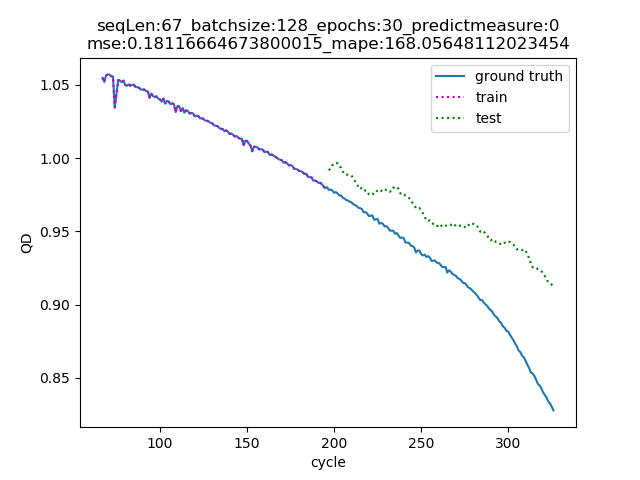 seqLen:67_batchsize:128_epochs:30_predictmeasure:0
mse:0.18116664673800015_mape:168.05648112023454
ground truth
train
test
1.05
1.00
0.95
0.90
0.85
QD
100 150 200 250 300
cycle